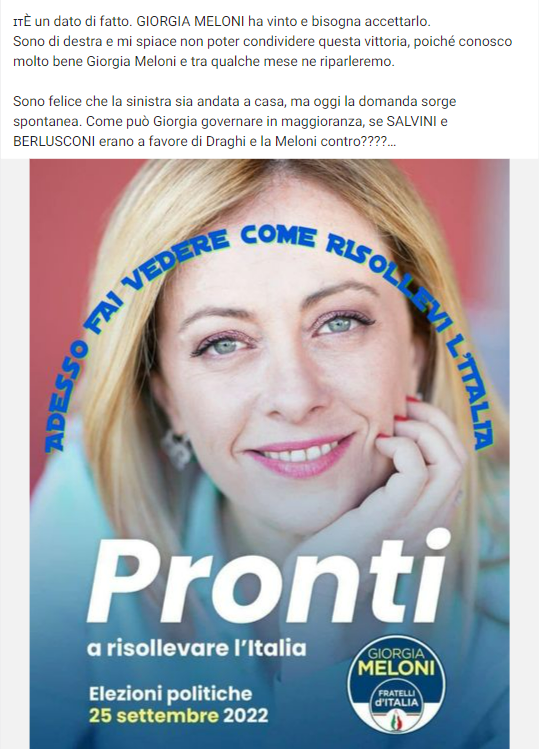 ITÈ un dato di fatto. GIORGIA MELONI ha vinto e bisogna accettarlo.
Sono di destra e mi spiace non poter condividere questa vittoria, poiché conosco
molto bene Giorgia Meloni e tra qualche mese ne riparleremo.
Sono felice che la sinistra sia andata a casa, ma oggi la domanda sorge
spontanea. Come può Giorgia governare in maggioranza, se SALVINI e
BERLUSCONI erano a favore di Draghi e la Meloni contro????...
ADESSO FAI VEDERE COME RISOLLEVI L'ITALIA
Pronti
a risollevare l'Italia
Elezioni politiche
25 settembre 2022
GIORGIA
MELONI
FRATELLI
d'ITALIA